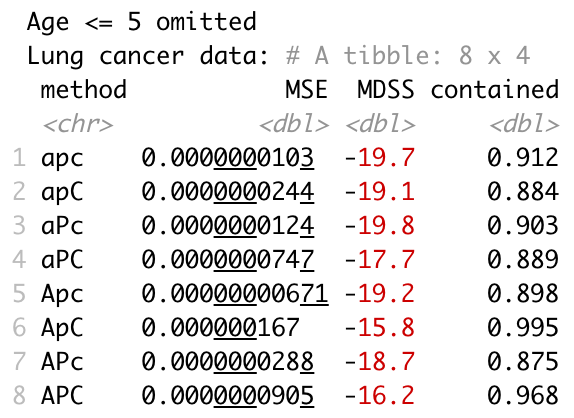 Age <= 5 omitted
Lung cancer data: # A tibble: 8 x 4
method MSE MDSS contained
<chr> <dbl> <dbl> <dbl>
1 apc 0.0000000103 -19.7 0.912
2 apC 0.0000000244 -19.1 0.884
3 aPc 0.0000000124 -19.8 0.903
4 aPC 0.0000000747 -17.7 0.889
5 Apc 0.00000000671 -19.2 0.898
6 ApC 0.000000167 -15.8 0.995
7 APc 0.0000000288 -18.7 0.875
8 APC 0.0000000905 -16.2 0.968